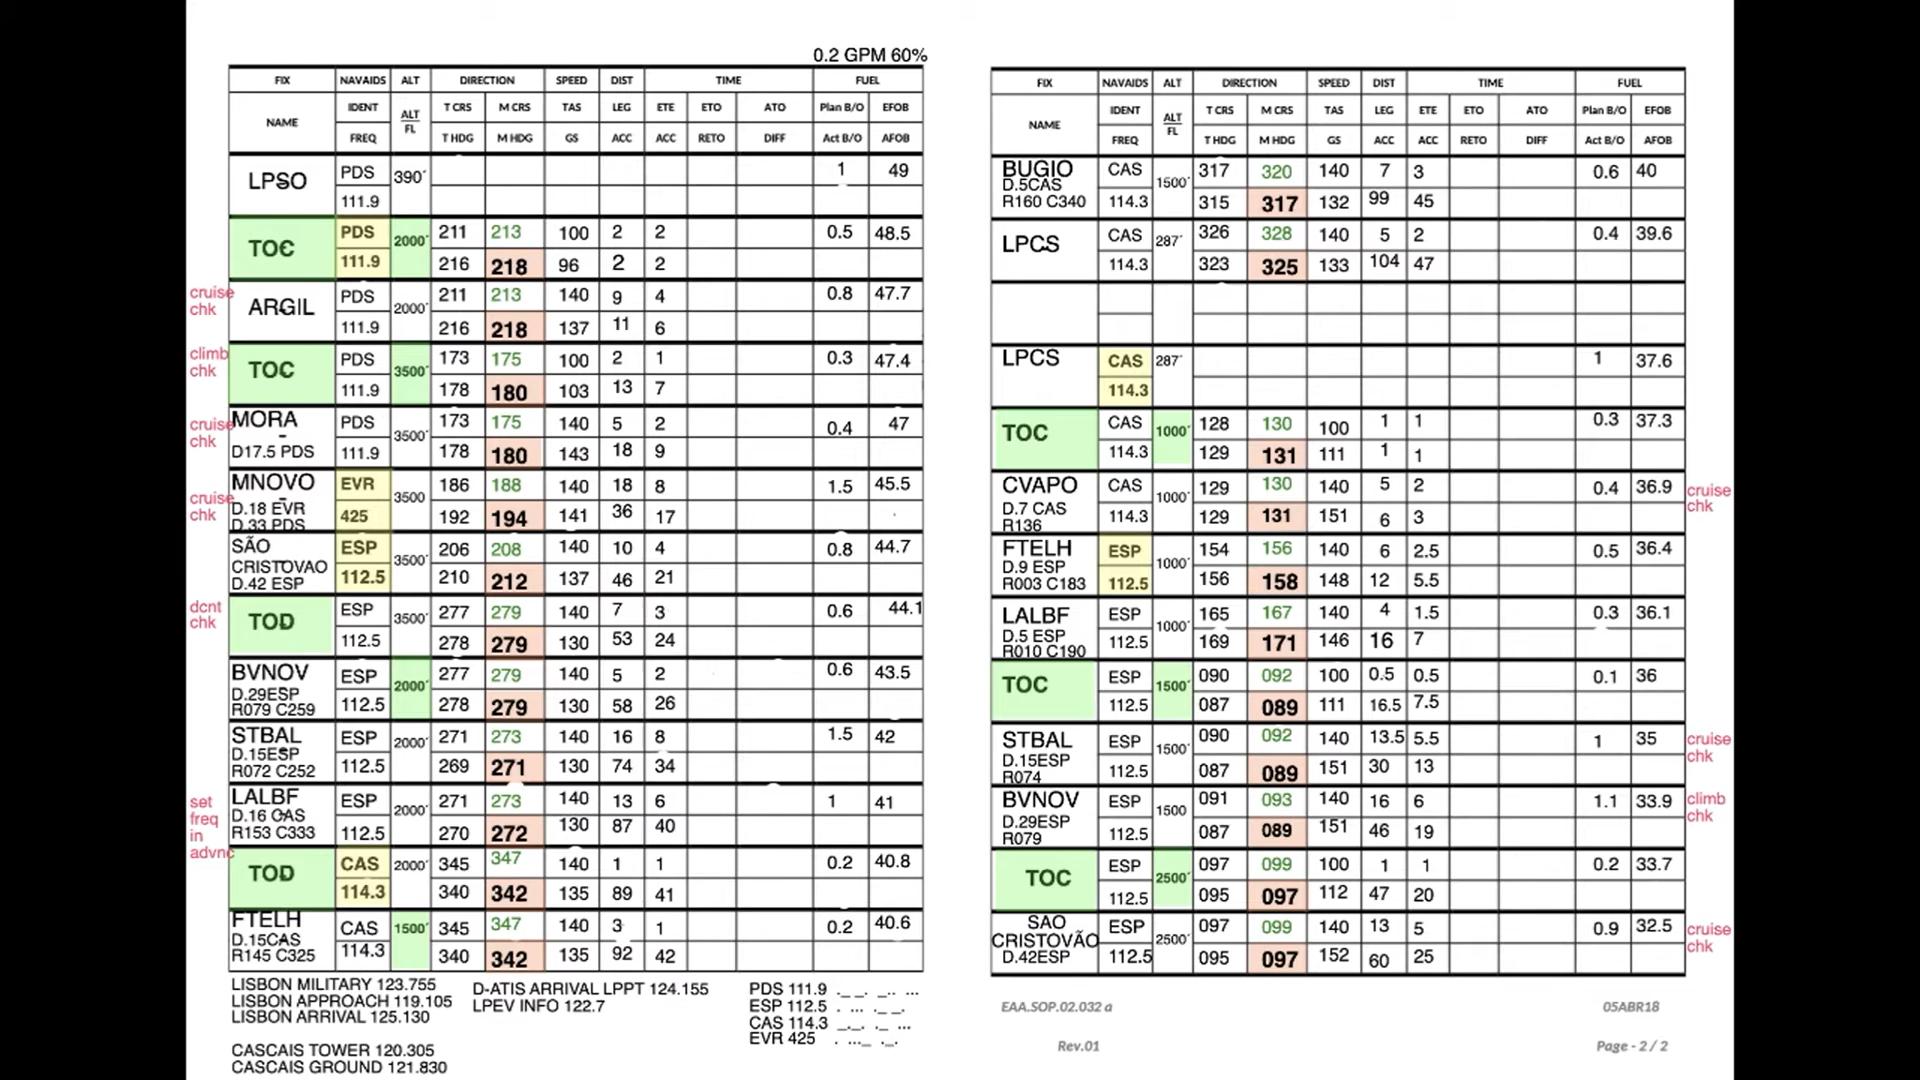 0.2 GPM 60%
FIX NAVAIDS ALT DIRECTION SPEED DIST TIME FUEL
NAME IDENT ALT FL T CRS M CRS TAS LEG ETE ETO ATO Plan B/O EFOB
FREQ T HDG M HDG GS ACC ACC RETO DIFF Act B/O AFOB
LPSO PDS 390´ 1 49
111.9
TOC PDS 2000´ 211 213 100 2 2 0.5 48.5
111.9 216 218 96 2 2
cruise chk
ARGIL PDS 2000´ 211 213 140 9 4 0.8 47.7
111.9 216 218 137 11 6
climb chk
TOC PDS 3500´ 173 175 100 2 1 0.3 47.4
111.9 178 180 103 13 7
cruise chk
MORA PDS 3500´ 173 175 140 5 2 0.4 47
D17.5 PDS 111.9 178 180 143 18 9
cruise chk
MNOVO EVR 3500 186 188 140 18 8 1.5 45.5
D.18 EVR
D.33 PDS 425 192 194 141 36 17
SÃO CRISTOVAO ESP 3500´ 206 208 140 10 4 0.8 44.7
D.42 ESP 112.5 210 212 137 46 21
dcnt chk
TOD ESP 3500´ 277 279 140 7 3 0.6 44.1
112.5 278 279 130 53 24
BVNOV ESP 2000´ 277 279 140 5 2 0.6 43.5
D.29ESP
R079 C259 112.5 278 279 130 58 26
STBAL ESP 2000´ 271 273 140 16 8 1.5 42
D.15ESP
R072 C252 112.5 269 271 130 74 34
set freq in advnc
LALBF ESP 2000´ 271 273 140 13 6 1 41
D.16 CAS
R153 C333 112.5 270 272 130 87 40
TOD CAS 2000´ 345 347 140 1 1 0.2 40.8
114.3 340 342 135 89 41
FTELH CAS 1500´ 345 347 140 3 1 0.2 40.6
D.15CAS
R145 C325 114.3 340 342 135 92 42
LISBON MILITARY 123.755
LISBON APPROACH 119.105
LISBON ARRIVAL 125.130
CASCAIS TOWER 120.305
CASCAIS GROUND 121.830
D-ATIS ARRIVAL LPPT 124.155
LPEV INFO 122.7
PDS 111.9 ._ _. _.. ...
ESP 112.5 . ... ._ _.
CAS 114.3 _._. ._ ...
EVR 425 . ..._ ._.
FIX NAVAIDS ALT DIRECTION SPEED DIST TIME FUEL
NAME IDENT ALT FL T CRS M CRS TAS LEG ETE ETO ATO Plan B/O EFOB
FREQ T HDG M HDG GS ACC ACC RETO DIFF Act B/O AFOB
BUGIO CAS 1500´ 317 320 140 7 3 0.6 40
D.5CAS
R160 C340 114.3 315 317 132 99 45
LPCS CAS 287´ 326 328 140 5 2 0.4 39.6
114.3 323 325 133 104 47
LPCS CAS 287´ 1 37.6
114.3
TOC CAS 1000´ 128 130 100 1 1 0.3 37.3
114.3 129 131 111 1 1
CVAPO CAS 1000´ 129 130 140 5 2 0.4 36.9
D.7 CAS
R136 114.3 129 131 151 6 3
cruise chk
FTELH ESP 1000´ 154 156 140 6 2.5 0.5 36.4
D.9 ESP
R003 C183 112.5 156 158 148 12 5.5
LALBF ESP 1000´ 165 167 140 4 1.5 0.3 36.1
D.5 ESP
R010 C190 112.5 169 171 146 16 7
TOC ESP 1500´ 090 092 100 0.5 0.5 0.1 36
112.5 087 089 111 16.5 7.5
STBAL ESP 1500´ 090 092 140 13.5 5.5 1 35
D.15ESP
R074 112.5 087 089 151 30 13
cruise chk
BVNOV ESP 1500 091 093 140 16 6 1.1 33.9
D.29ESP
R079 112.5 087 089 151 46 19
climb chk
TOC ESP 2500´ 097 099 100 1 1 0.2 33.7
112.5 095 097 112 47 20
SAO CRISTOVÃO ESP 2500´ 097 099 140 13 5 0.9 32.5
D.42ESP 112.5 095 097 152 60 25
cruise chk
EAA.SOP.02.032 a 05ABR18
Rev.01 Page - 2 / 2